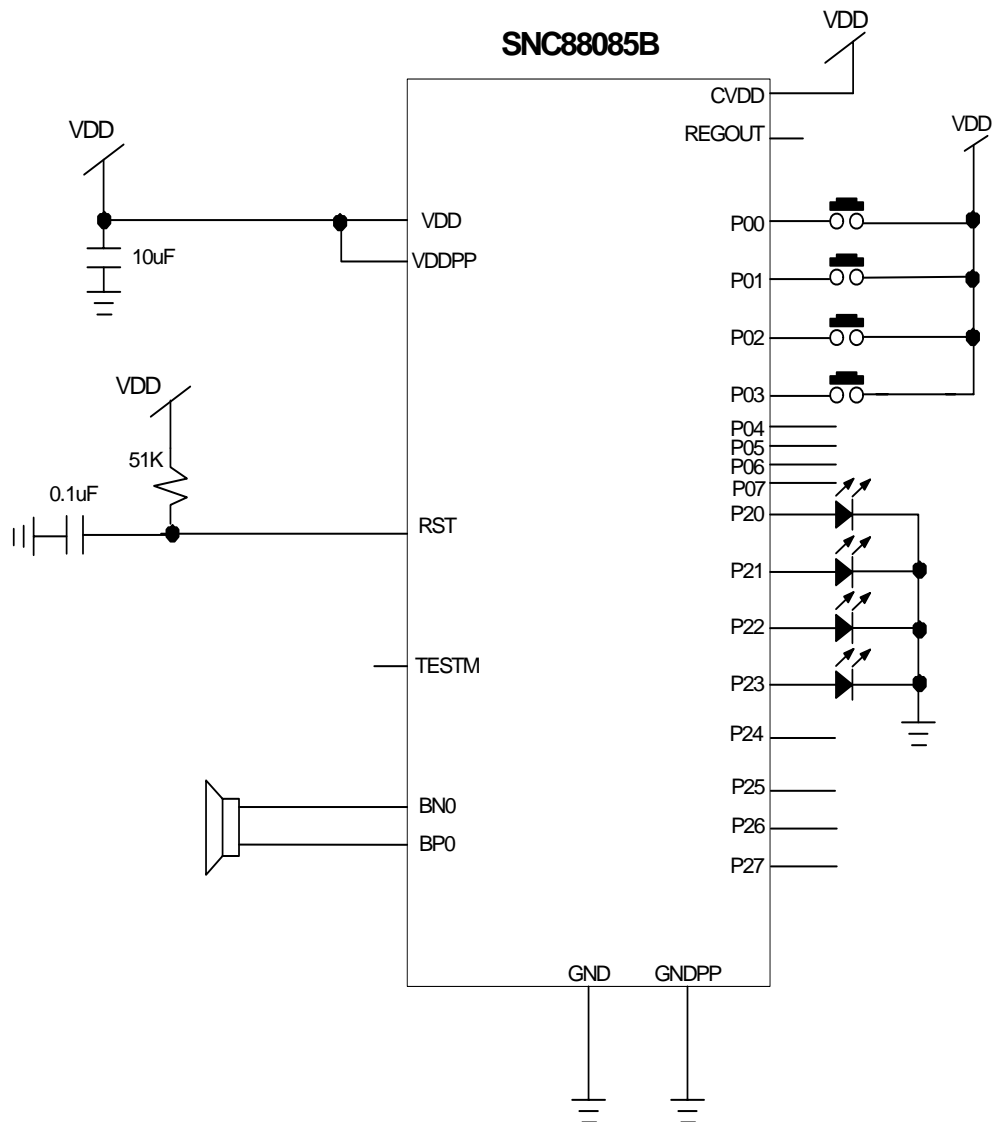 SNC88085B
VDD
CVDD
REGOUT
VDD
VDD
VDD
P00
10uF
VDDPP
P01
P02
VDD
P03
P04
P05
51K
P06
P07
0.1uF
P20
RST
P21
P22
TESTM
P23
P24
P25
BN0
P26
BP0
P27
GND
GNDPP